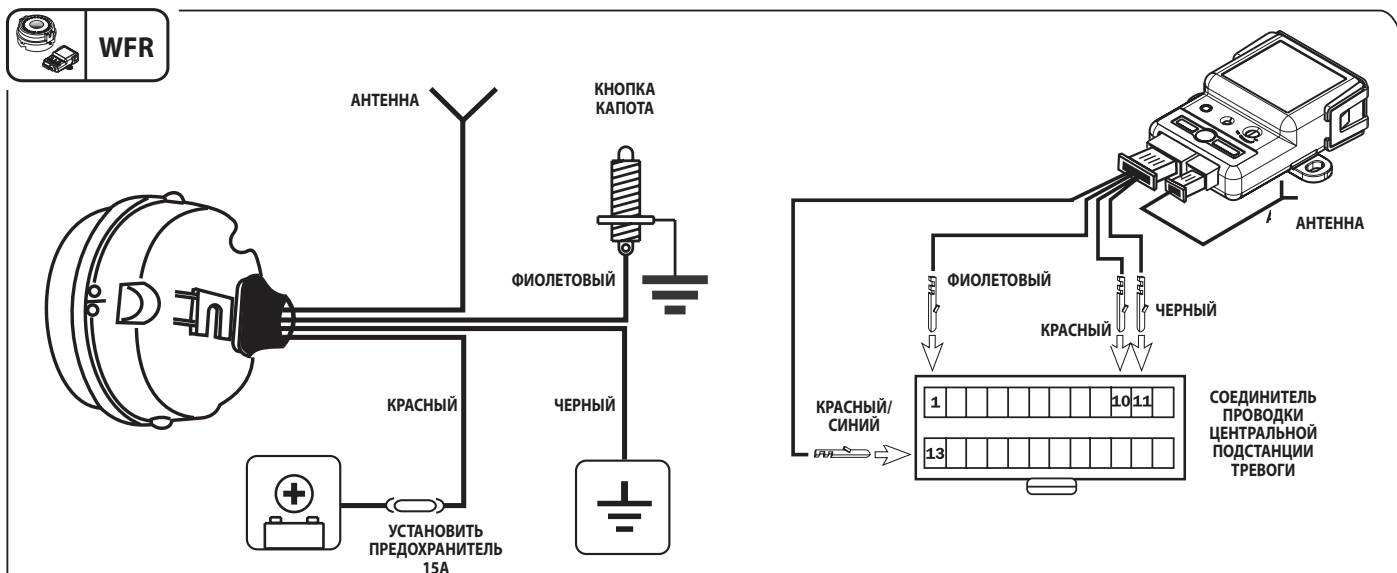 WFR
АНТЕННА
КНОПКА
КАПОТА
ФИОЛЕТОВЫЙ
КРАСНЫЙ
ЧЕРНЫЙ
УСТАНОВИТЬ
ПРЕДОХРАНИТЕЛЬ
15А
АНТЕННА
ФИОЛЕТОВЫЙ
ЧЕРНЫЙ
КРАСНЫЙ
КРАСНЫЙ/
СИНИЙ
1 10 11
13
СОЕДИНИТЕЛЬ
ПРОВОДКИ
ЦЕНТРАЛЬНОЙ
ПОДСТАНЦИИ
ТРЕВОГИ